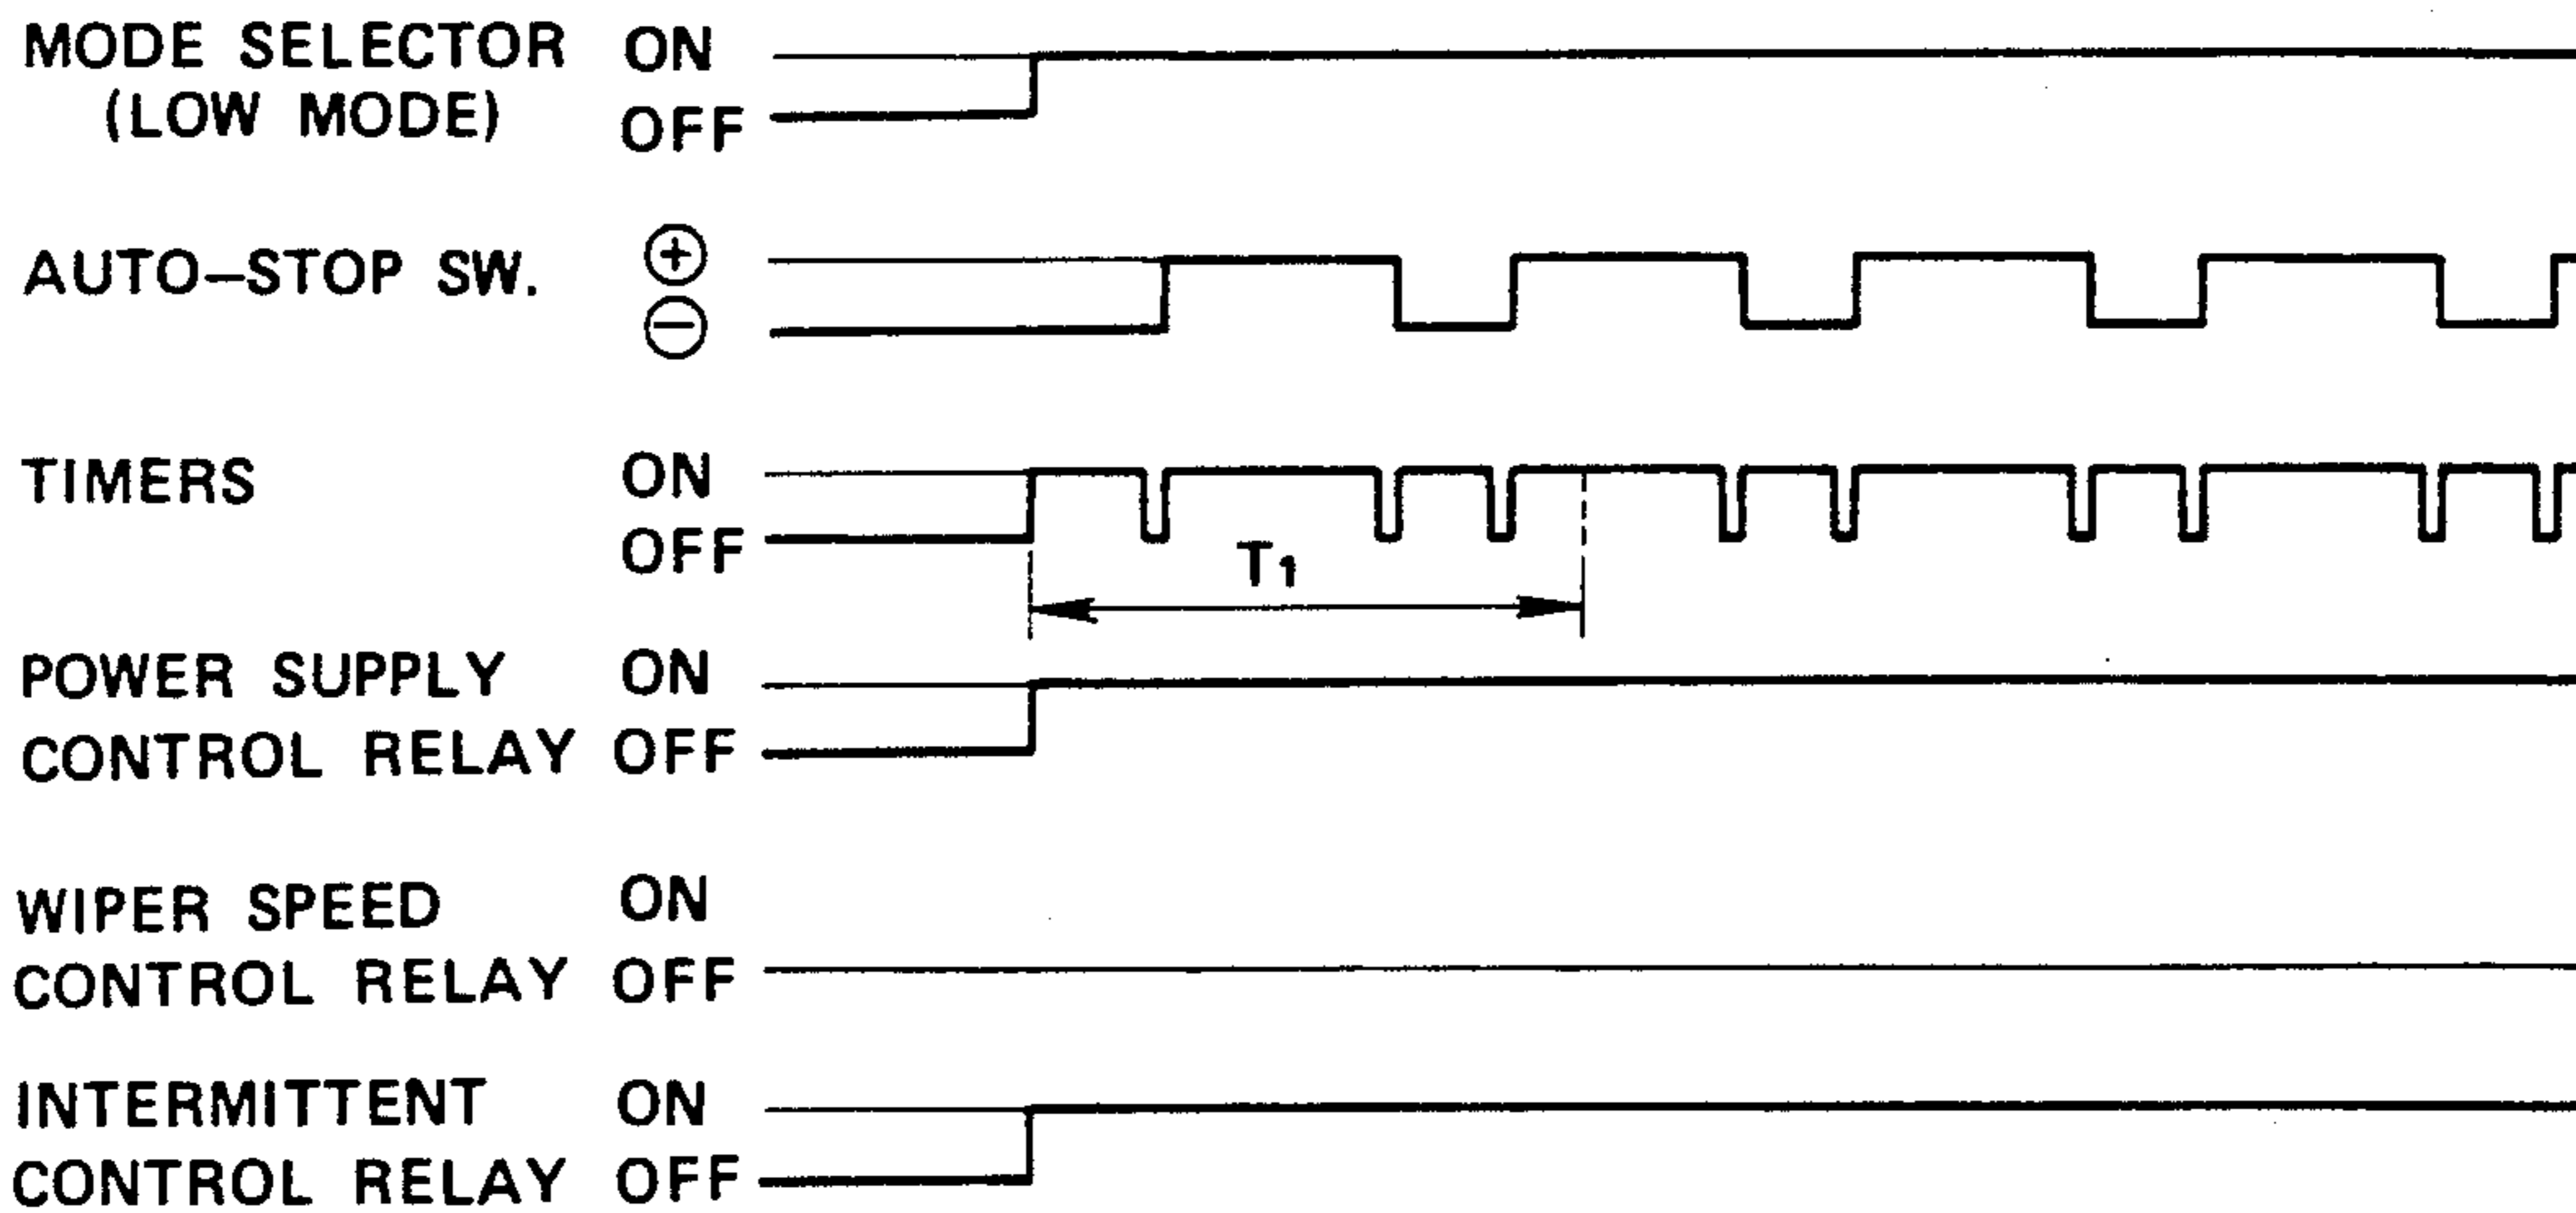 MODE SELECTOR ON
(LOW MODE) OFF
AUTO–STOP SW. ⊕
⊖
TIMERS ON
OFF
T₁
POWER SUPPLY ON
CONTROL RELAY OFF
WIPER SPEED ON
CONTROL RELAY OFF
INTERMITTENT ON
CONTROL RELAY OFF